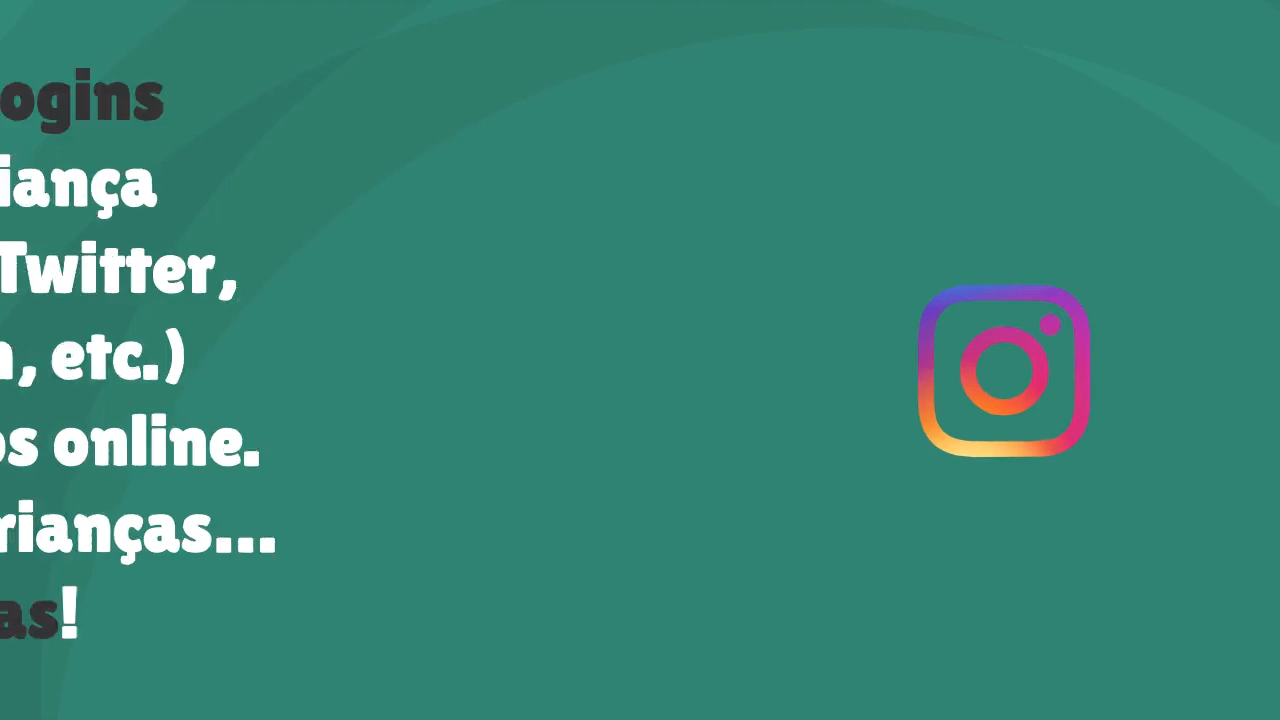 ogins
iança
Twitter,
, etc.)
os online.
rianças...
as!